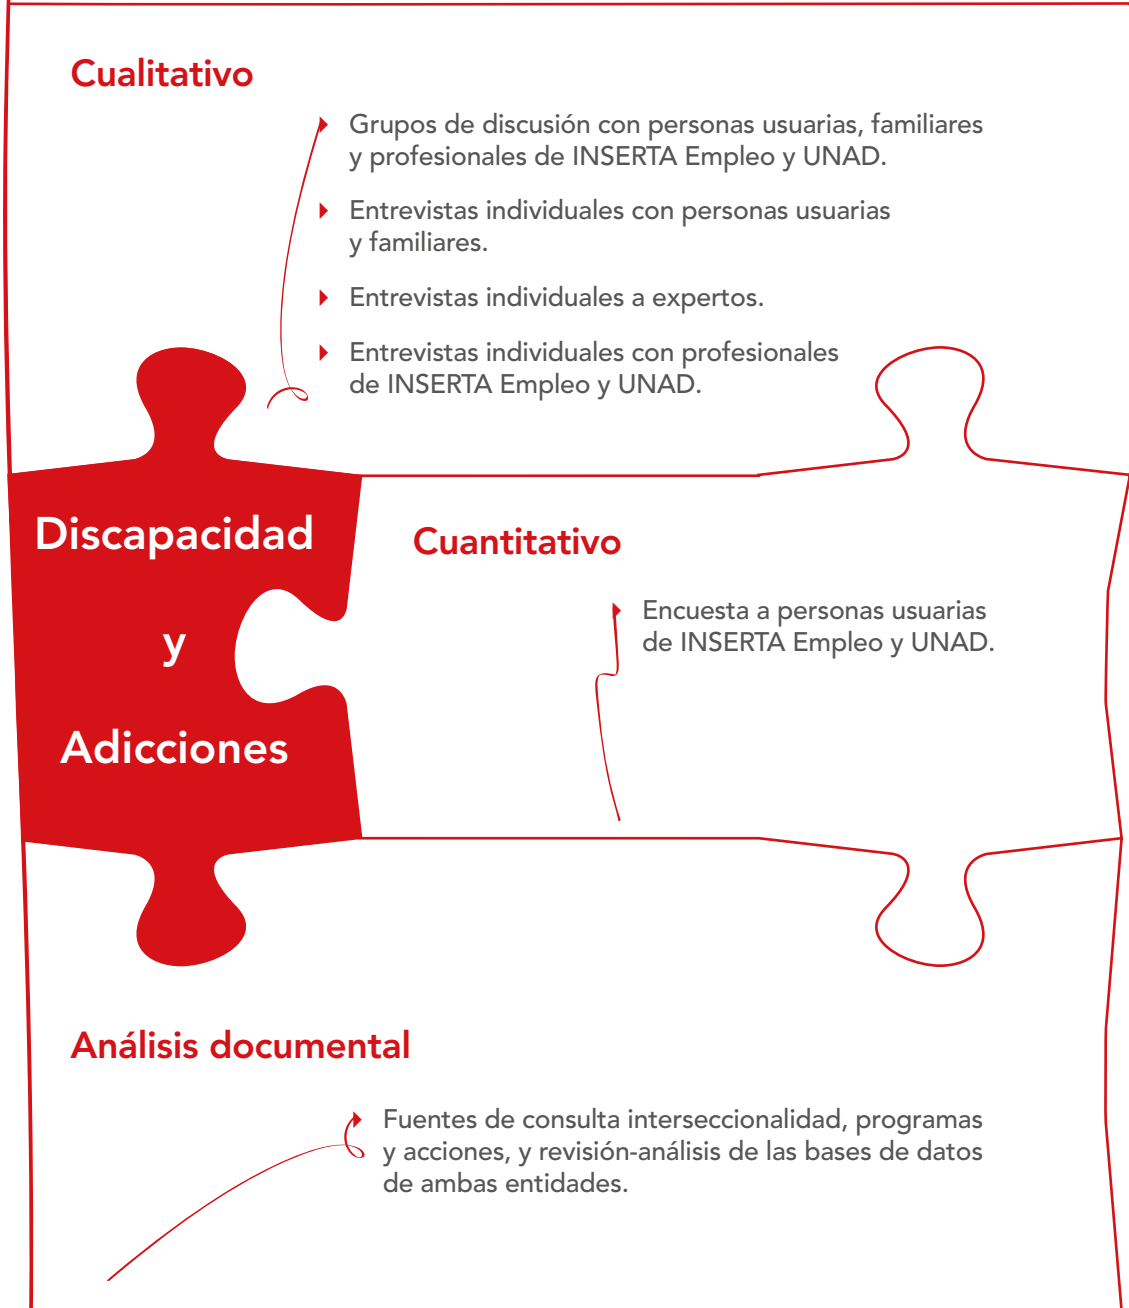 Cualitativo
Grupos de discusión con personas usuarias, familiares
y profesionales de INSERTA Empleo y UNAD.
Entrevistas individuales con personas usuarias
y familiares.
Entrevistas individuales a expertos.
Entrevistas individuales con profesionales
de INSERTA Empleo y UNAD.
Discapacidad
y
Adicciones
Cuantitativo
Encuesta a personas usuarias
de INSERTA Empleo y UNAD.
Análisis documental
Fuentes de consulta interseccionalidad, programas
y acciones, y revisión-análisis de las bases de datos
de ambas entidades.